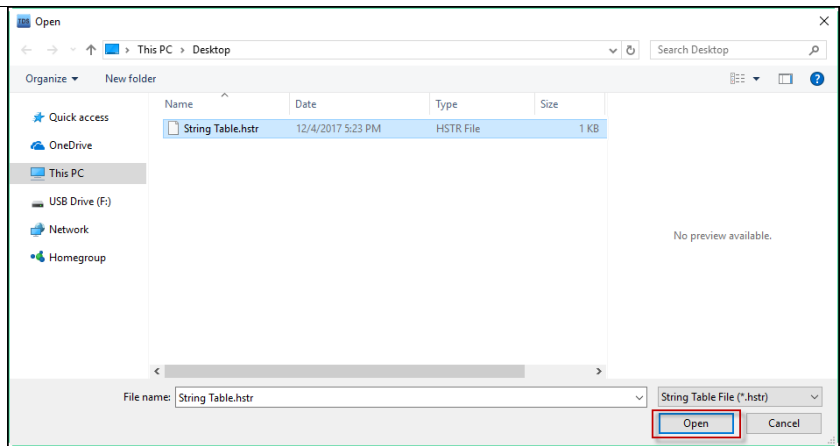 Open
This PC > Desktop
Search Desktop
Organize
New folder
Name
Date
Type
Size
Quick access
OneDrive
This PC
USB Drive (F:)
Network
Homegroup
String Table.hstr 12/4/2017 5:23 PM HSTR File 1 KB
No preview available.
File name: String Table.hstr
String Table File (*.hstr)
Open
Cancel